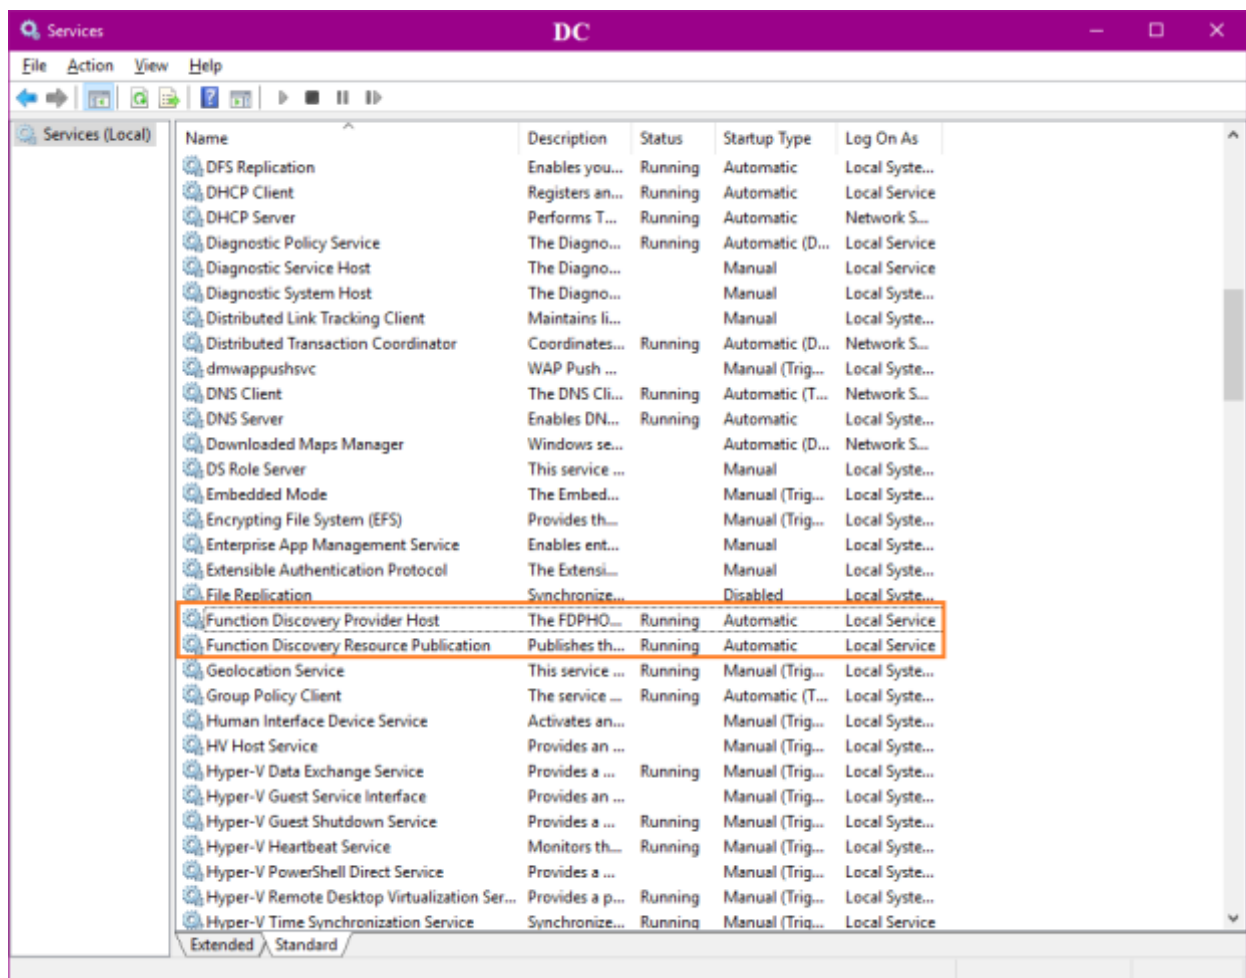 Services DC
File Action View Help
Services (Local)
Name Description Status Startup Type Log On As
DFS Replication Enables you... Running Automatic Local Syste...
DHCP Client Registers an... Running Automatic Local Service
DHCP Server Performs T... Running Automatic Network S...
Diagnostic Policy Service The Diagno... Running Automatic (D... Local Service
Diagnostic Service Host The Diagno... Manual Local Service
Diagnostic System Host The Diagno... Manual Local Syste...
Distributed Link Tracking Client Maintains li... Manual Local Syste...
Distributed Transaction Coordinator Coordinates... Running Automatic (D... Network S...
dmwappushsvc WAP Push ... Manual (Trig... Local Syste...
DNS Client The DNS Cli... Running Automatic (T... Network S...
DNS Server Enables DN... Running Automatic Local Syste...
Downloaded Maps Manager Windows se... Automatic (D... Network S...
DS Role Server This service ... Manual Local Syste...
Embedded Mode The Embed... Manual (Trig... Local Syste...
Encrypting File System (EFS) Provides th... Manual (Trig... Local Syste...
Enterprise App Management Service Enables ent... Manual Local Syste...
Extensible Authentication Protocol The Extensi... Manual Local Syste...
File Replication Synchronize... Disabled Local Syste...
Function Discovery Provider Host The FDPHO... Running Automatic Local Service
Function Discovery Resource Publication Publishes th... Running Automatic Local Service
Geolocation Service This service ... Running Manual (Trig... Local Syste...
Group Policy Client The service ... Running Automatic (T... Local Syste...
Human Interface Device Service Activates an... Manual (Trig... Local Syste...
HV Host Service Provides an ... Manual (Trig... Local Syste...
Hyper-V Data Exchange Service Provides a ... Running Manual (Trig... Local Syste...
Hyper-V Guest Service Interface Provides an ... Manual (Trig... Local Syste...
Hyper-V Guest Shutdown Service Provides a ... Running Manual (Trig... Local Syste...
Hyper-V Heartbeat Service Monitors th... Running Manual (Trig... Local Syste...
Hyper-V PowerShell Direct Service Provides a ... Manual (Trig... Local Syste...
Hyper-V Remote Desktop Virtualization Ser... Provides a p... Running Manual (Trig... Local Syste...
Hyper-V Time Synchronization Service Synchronize... Running Manual (Trig... Local Service
Extended Standard